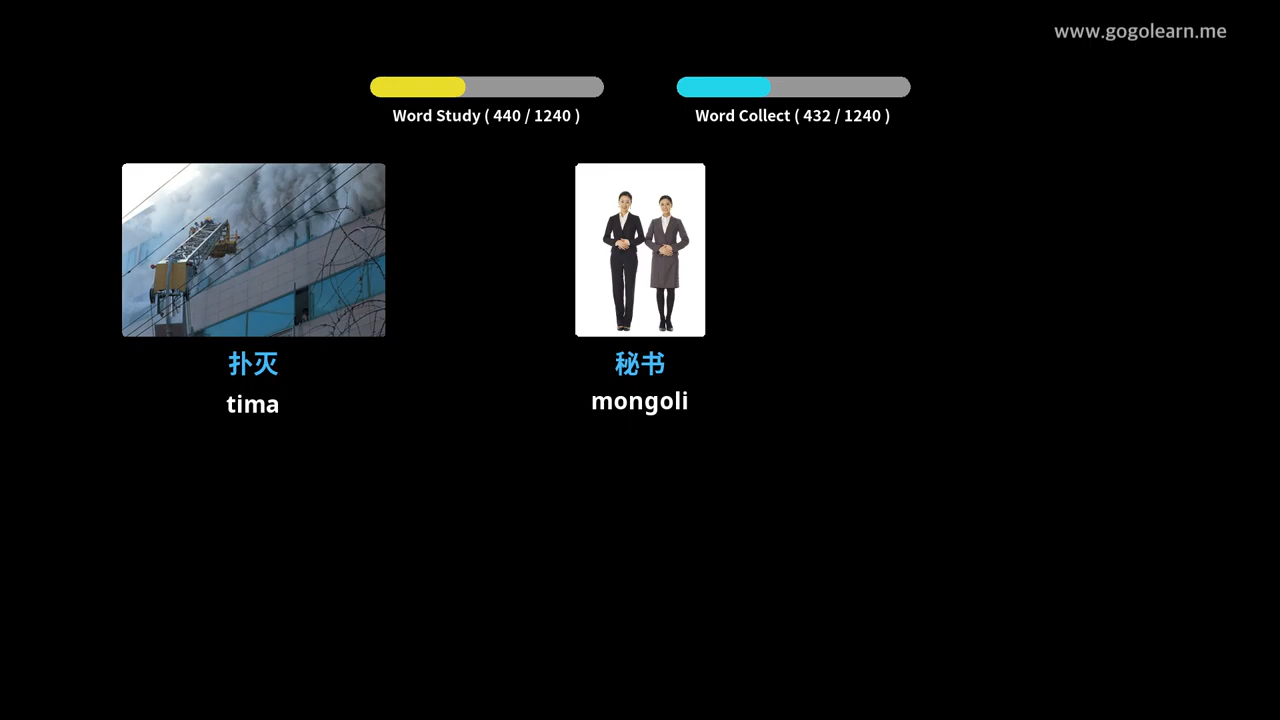 www.gogolearn.me
Word Study ( 440 / 1240 )
Word Collect ( 432 / 1240 )
扑灭
tima
秘书
mongoli